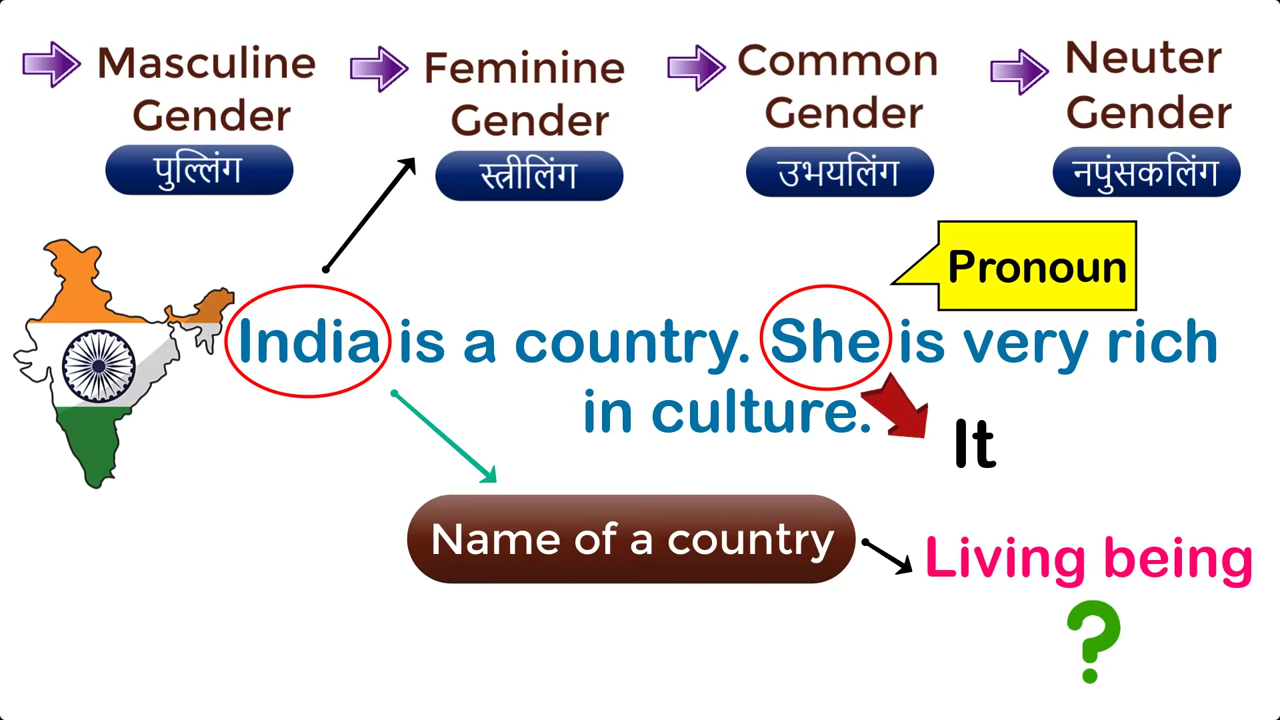 Masculine
Gender
पुल्लिंग
Feminine
Gender
स्त्रीलिंग
Common
Gender
उभयलिंग
Neuter
Gender
नपुंसकलिंग
Pronoun
India is a country. She is very rich
in culture.
It
Name of a country
Living being
?